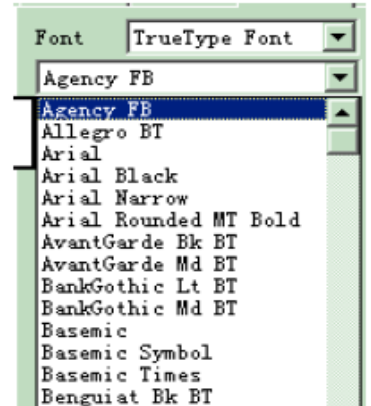 Font TrueType Font
Agency FB
Agency FB
Allegro BT
Arial
Arial Black
Arial Narrow
Arial Rounded MT Bold
AvantGarde Bk BT
AvantGarde Md BT
BankGothic Lt BT
BankGothic Md BT
Basemic
Basemic Symbol
Basemic Times
Benguiat Bk BT